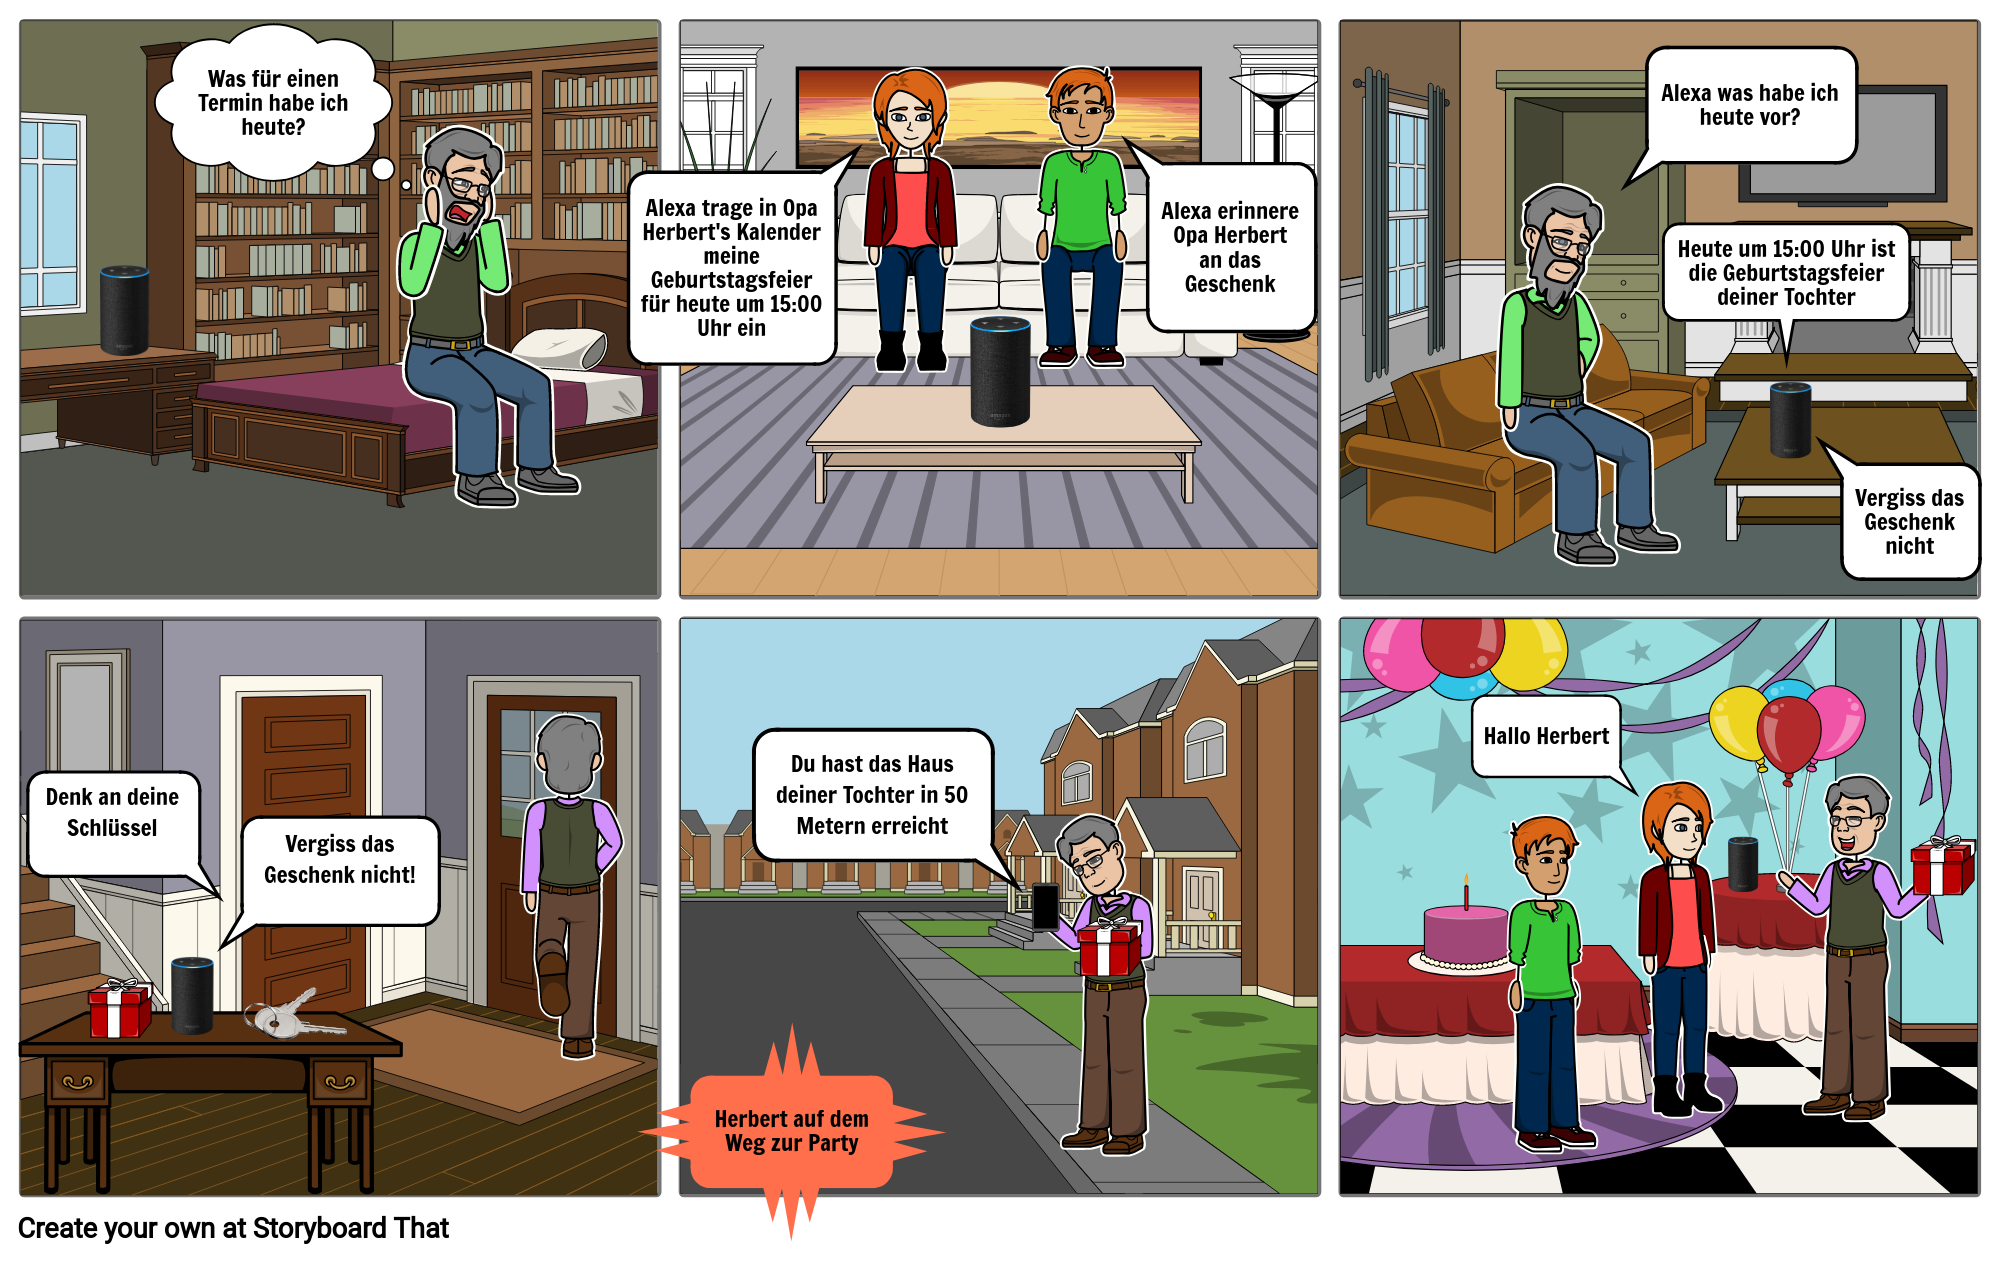 Was für einen
Termin habe ich
heute?
Alexa trage in Opa
Herbert's Kalender
meine
Geburtstagsfeier
für heute um 15:00
Uhr ein
Alexa erinnere
Opa Herbert
an das
Geschenk
Alexa was habe ich
heute vor?
Heute um 15:00 Uhr ist
die Geburtstagsfeier
deiner Tochter
Vergiss das
Geschenk
nicht
Denk an deine
Schlüssel
Vergiss das
Geschenk nicht!
Du hast das Haus
deiner Tochter in 50
Metern erreicht
Herbert auf dem
Weg zur Party
Hallo Herbert
Create your own at Storyboard That